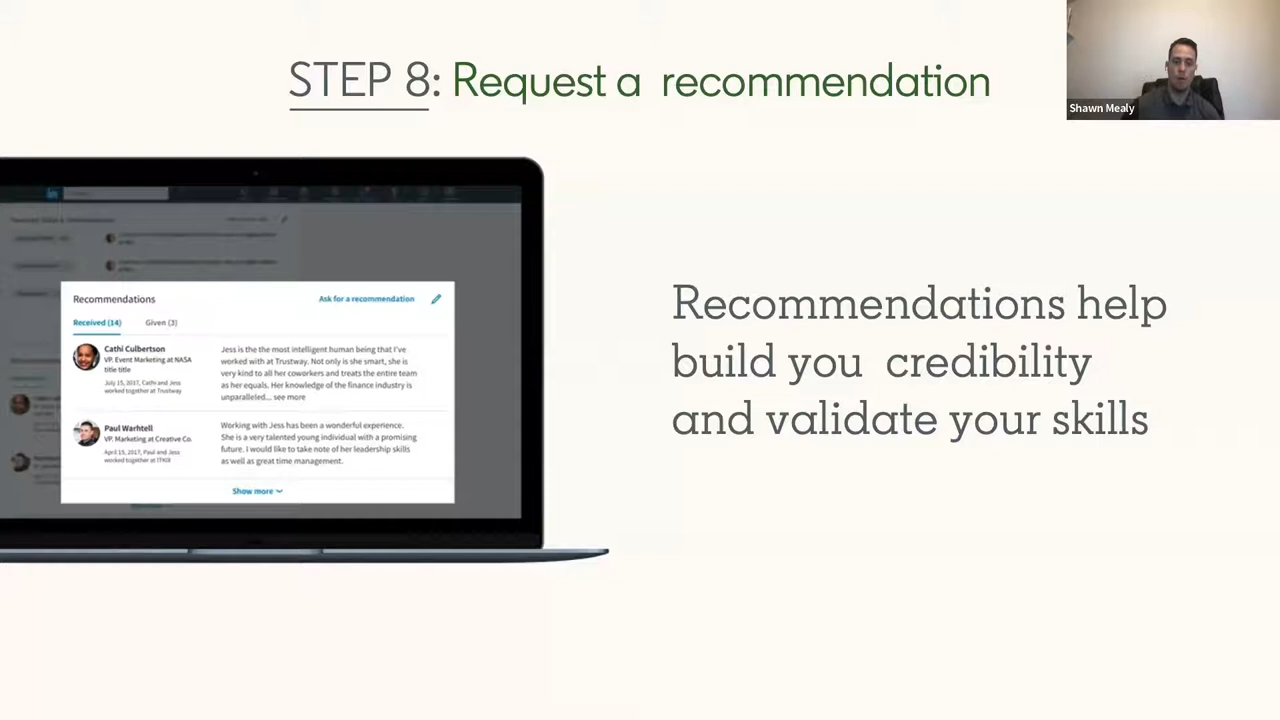 STEP 8: Request a recommendation
Shawn Mealy
in
Recommendations
Ask for a recommendation
Received (14)
Given (3)
Cathi Culbertson
VP. Event Marketing at NASA
title title
July 15, 2017, Cathi and Jess
worked together at Trustway
Jess is the the most intelligent human being that I've
worked with at Trustway. Not only is she smart, she is
very kind to all her coworkers and treats the entire team
as her equals. Her knowledge of the finance industry is
unparalleled... see more
Paul Warhtell
VP. Marketing at Creative Co.
April 15, 2017, Paul and Jess
worked together at
Working with Jess has been a wonderful experience.
She is a very talented young individual with a promising
future. I would like to take note of her leadership skills
as well as great time management.
Show more
Recommendations help
build you credibility
and validate your skills